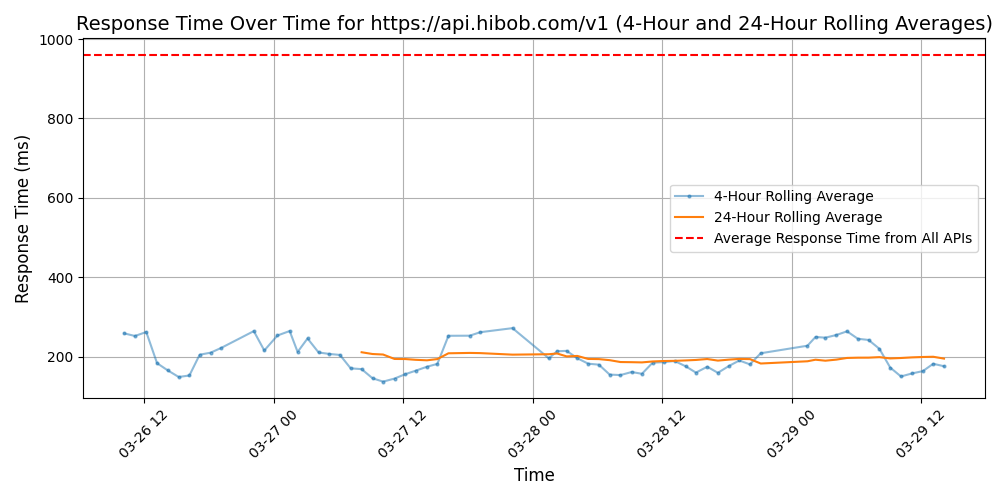 Response Time Over Time for https://api.hibob.com/v1 (4-Hour and 24-Hour Rolling Averages)
Response Time (ms)
1000
800
600
400
200
4-Hour Rolling Average
24-Hour Rolling Average
Average Response Time from All APIs
03-26 12
03-27 00
03-27 12
03-28 00
03-28 12
03-29 00
03-29 12
Time